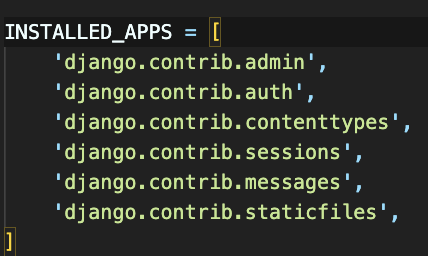 INSTALLED_APPS = [
    'django.contrib.admin',
    'django.contrib.auth',
    'django.contrib.contenttypes',
    'django.contrib.sessions',
    'django.contrib.messages',
    'django.contrib.staticfiles',
]